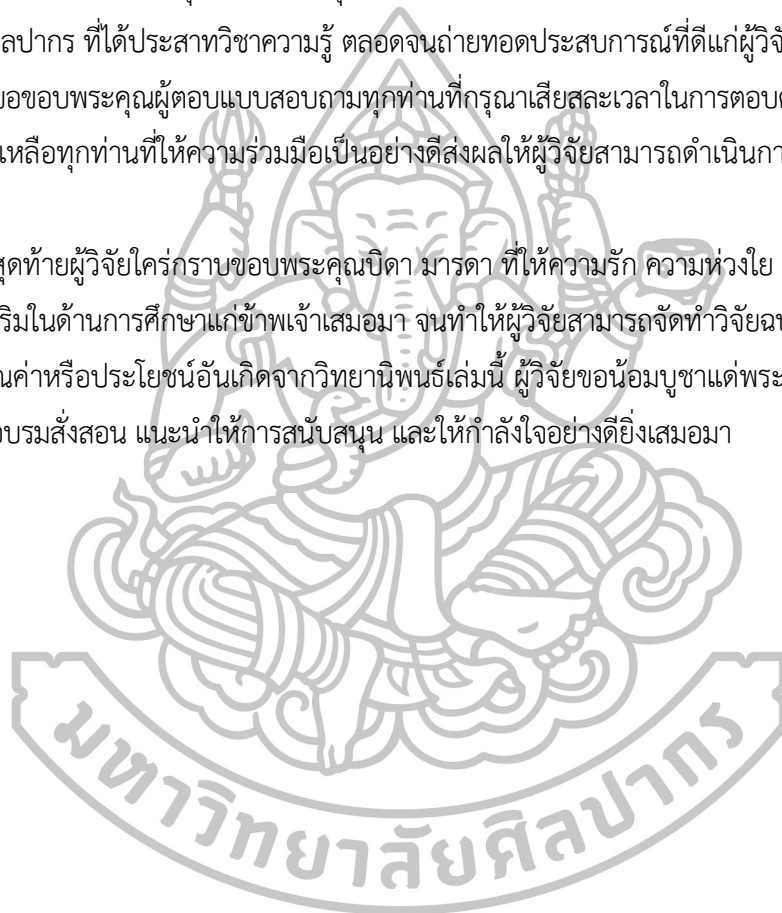 ลปากร ที่ได้ประสาทวิชาความรู้ ตลอดจนถ่ายทอดประสบการณ์ที่ดีแก่ผู้วิจั
ขอขอบพระคุณผู้ตอบแบบสอบถามทุกท่านที่กรุณาเสียสละเวลาในการตอบ
เหลือทุกท่านที่ให้ความร่วมมือเป็นอย่างดีส่งผลให้ผู้วิจัยสามารถดำเนินกา
สุดท้ายผู้วิจัยใคร่กราบขอบพระคุณบิดา มารดา ที่ให้ความรัก ความห่วงใย
ริมในด้านการศึกษาแก่ข้าพเจ้าเสมอมา จนทำให้ผู้วิจัยสามารถจัดทำวิจัยฉบ
ณค่าหรือประโยชน์อันเกิดจากวิทยานิพนธ์เล่มนี้ ผู้วิจัยขอน้อมบูชาแด่พระ
อบรมสั่งสอน แนะนำให้การสนับสนุน และให้กำลังใจอย่างดียิ่งเสมอมา
มหาวิทยาลัยศิลปากร